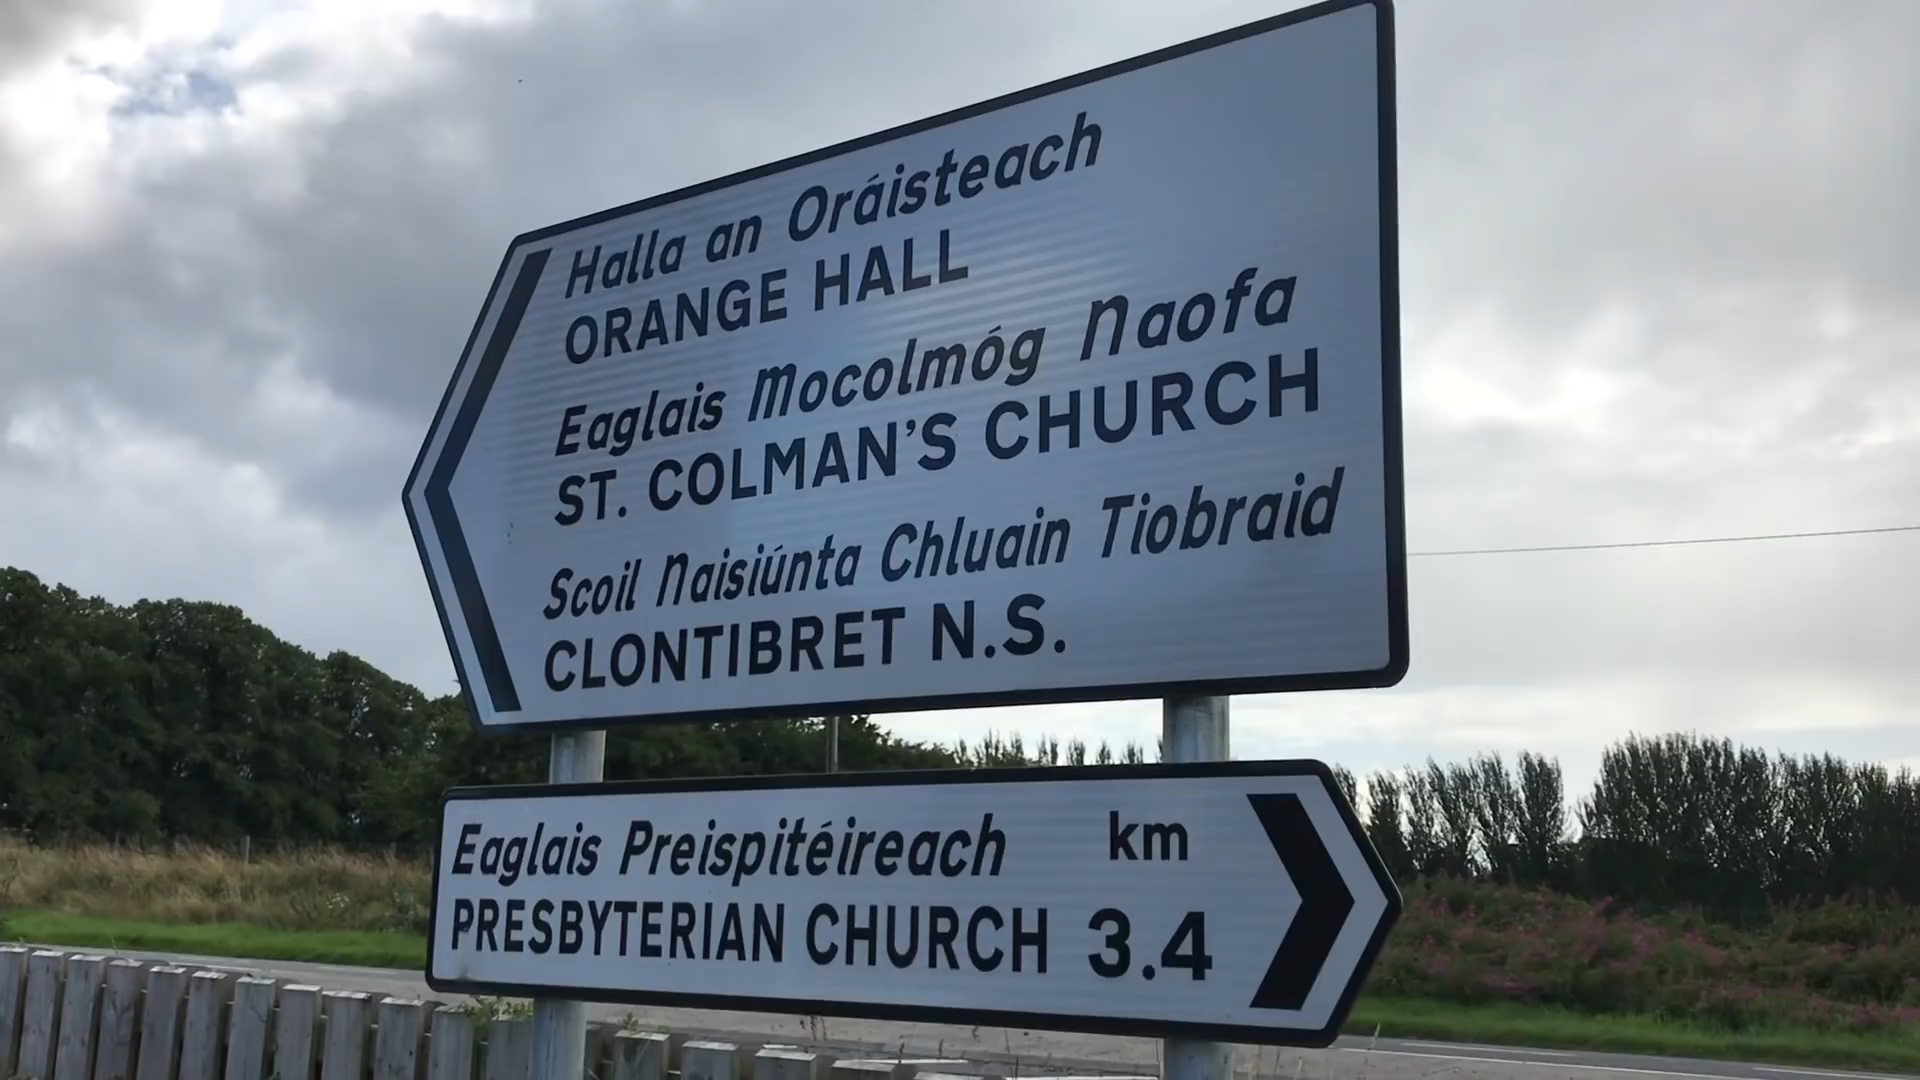 Halla an Oráisteach
ORANGE HALL
Eaglais Mocolmóg Naofa
ST. COLMAN'S CHURCH
Scoil Naisiúnta Chluain Tiobraid
CLONTIBRET N.S.
Eaglais Preispitéireach km
PRESBYTERIAN CHURCH 3.4